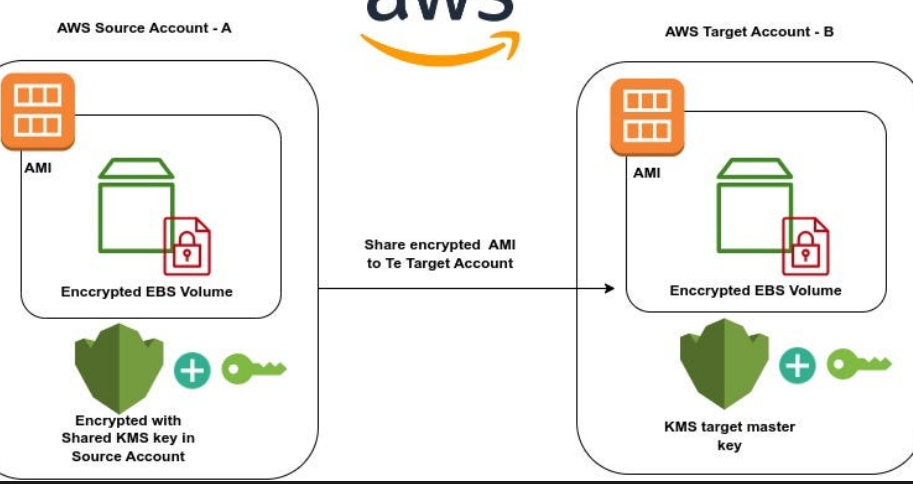 aws
AWS Source Account - A
AWS Target Account - B
AMI
Enccrypted EBS Volume
Encrypted with
Shared KMS key in
Source Account
Share encrypted AMI
to Te Target Account
AMI
Enccrypted EBS Volume
KMS target master
key